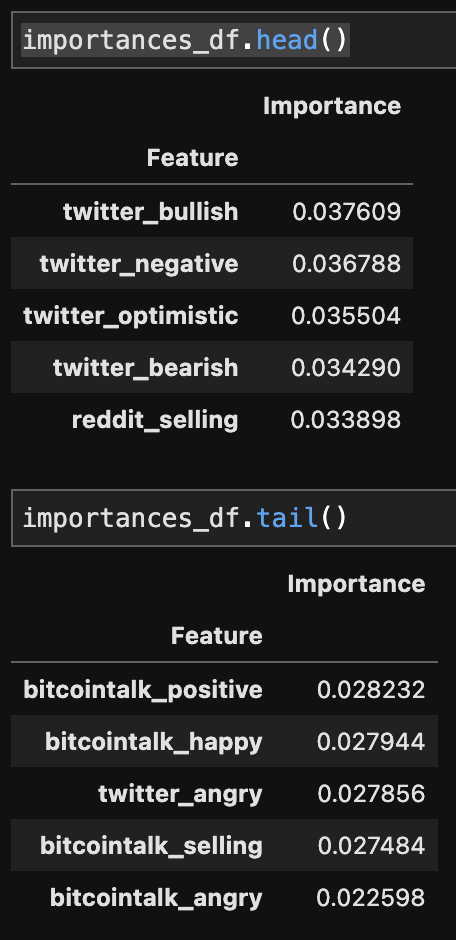 importances_df.head()
Importance
Feature
twitter_bullish 0.037609
twitter_negative 0.036788
twitter_optimistic 0.035504
twitter_bearish 0.034290
reddit_selling 0.033898
importances_df.tail()
Importance
Feature
bitcointalk_positive 0.028232
bitcointalk_happy 0.027944
twitter_angry 0.027856
bitcointalk_selling 0.027484
bitcointalk_angry 0.022598